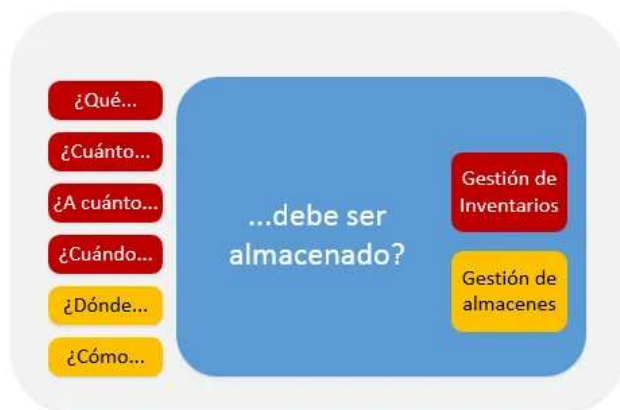 ¿Qué...
¿Cuánto...
¿A cuánto...
¿Cuándo...
¿Dónde...
¿Cómo...
...debe ser
almacenado?
Gestión de
Inventarios
Gestión de
almacenes